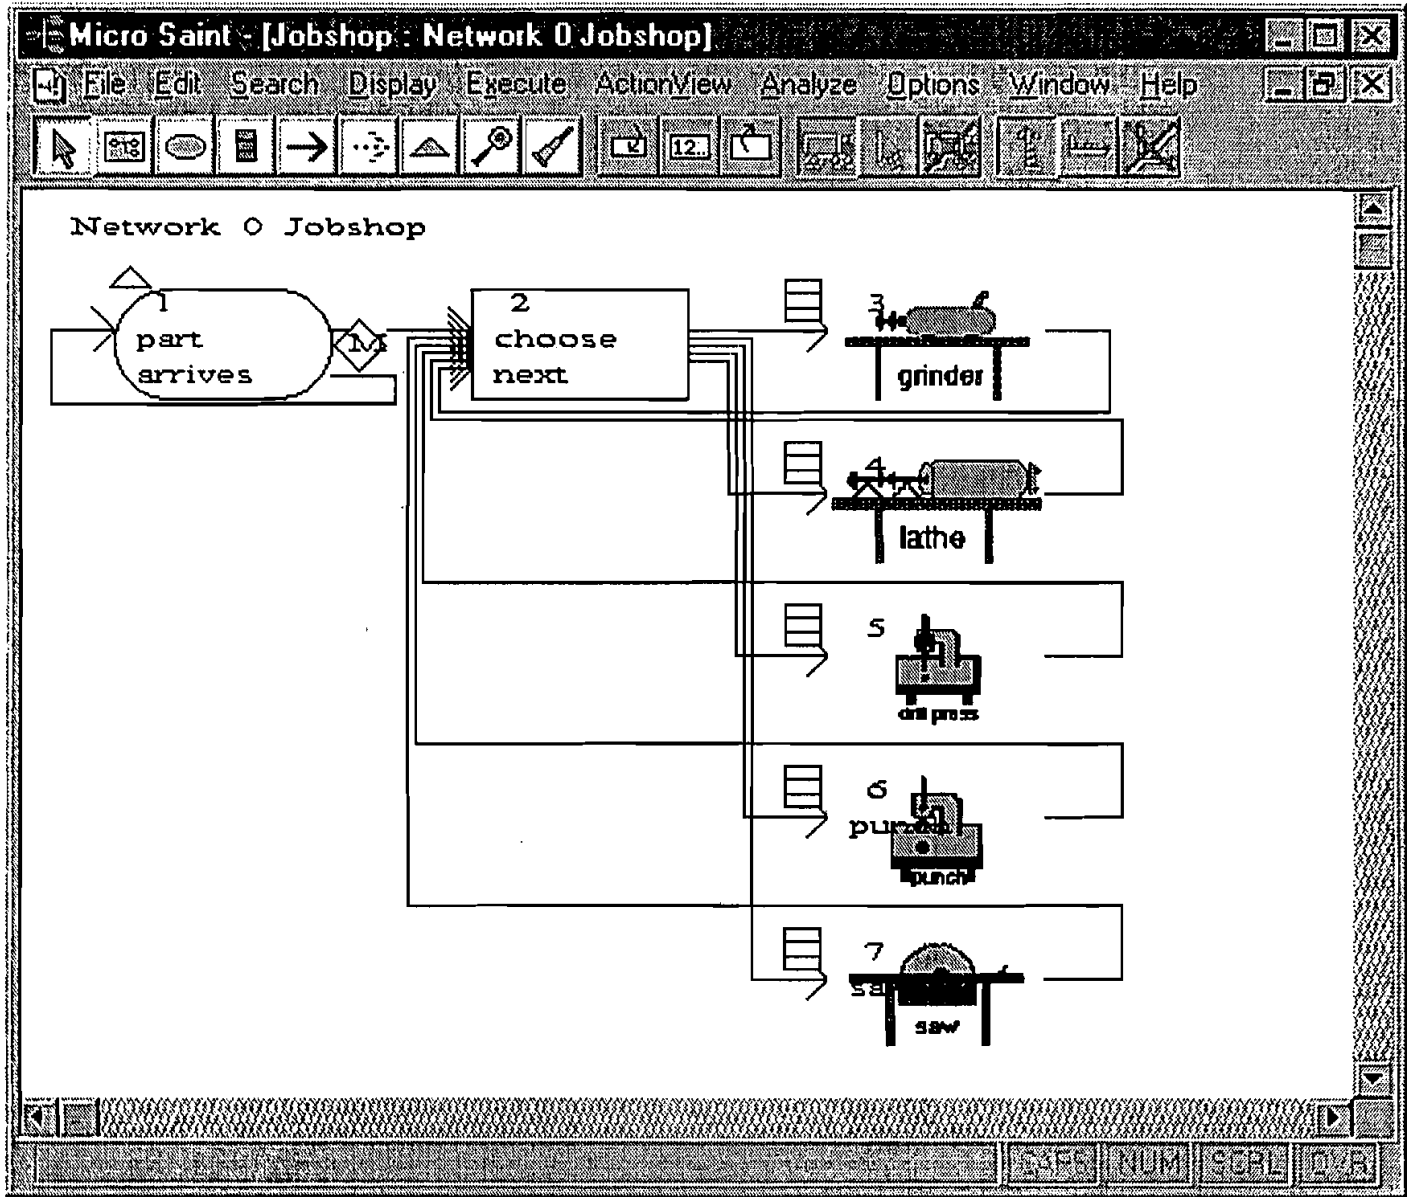 Micro Saint - [Jobshop : Network 0 Jobshop]
File Edit Search Display Execute ActionView Analyze Options Window Help
12..
Network 0 Jobshop
1
part
arrives
M
2
choose
next
3
grinder
4
lathe
5
drill press
6
punch
punch
7
sa
saw
CAPS NUM SCRL OVR